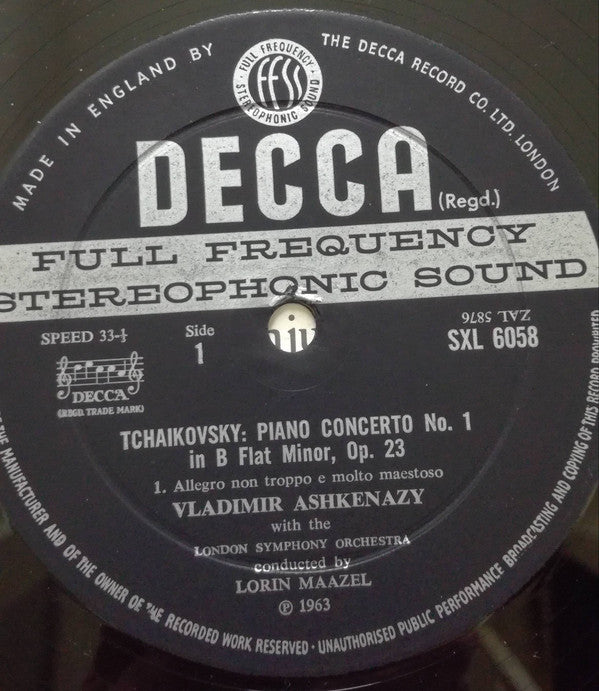 MADE IN ENGLAND BY
THE DECCA RECORD CO. LTD. LONDON
FULL FREQUENCY
ffss
STEREOPHONIC SOUND
DECCA (Regd.)
FULL FREQUENCY
STEREOPHONIC SOUND
SPEED 33-⅓
Side
1
DECCA
(REGD. TRADE MARK)
ZAL 5876
SXL 6058
TCHAIKOVSKY: PIANO CONCERTO No. 1
in B Flat Minor, Op. 23
1. Allegro non troppo e molto maestoso
VLADIMIR ASHKENAZY
with the
LONDON SYMPHONY ORCHESTRA
conducted by
LORIN MAAZEL
℗ 1963
THE MANUFACTURER AND OF THE OWNER OF THE RECORDED WORK RESERVED · UNAUTHORISED PUBLIC PERFORMANCE BROADCASTING AND COPYING OF THIS RECORD PROHIBITED